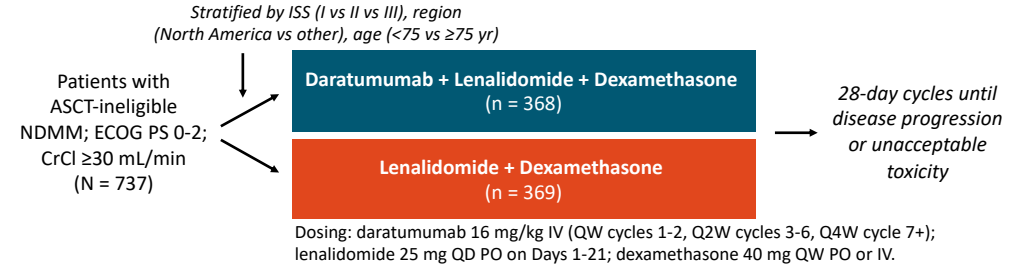 Stratified by ISS (I vs II vs III), region
(North America vs other), age (<75 vs ≥75 yr)
Patients with
ASCT-ineligible
NDMM; ECOG PS 0-2;
CrCl ≥30 mL/min
(N = 737)
Daratumumab + Lenalidomide + Dexamethasone
(n = 368)
Lenalidomide + Dexamethasone
(n = 369)
28-day cycles until
disease progression
or unacceptable
toxicity
Dosing: daratumumab 16 mg/kg IV (QW cycles 1-2, Q2W cycles 3-6, Q4W cycle 7+);
lenalidomide 25 mg QD PO on Days 1-21; dexamethasone 40 mg QW PO or IV.